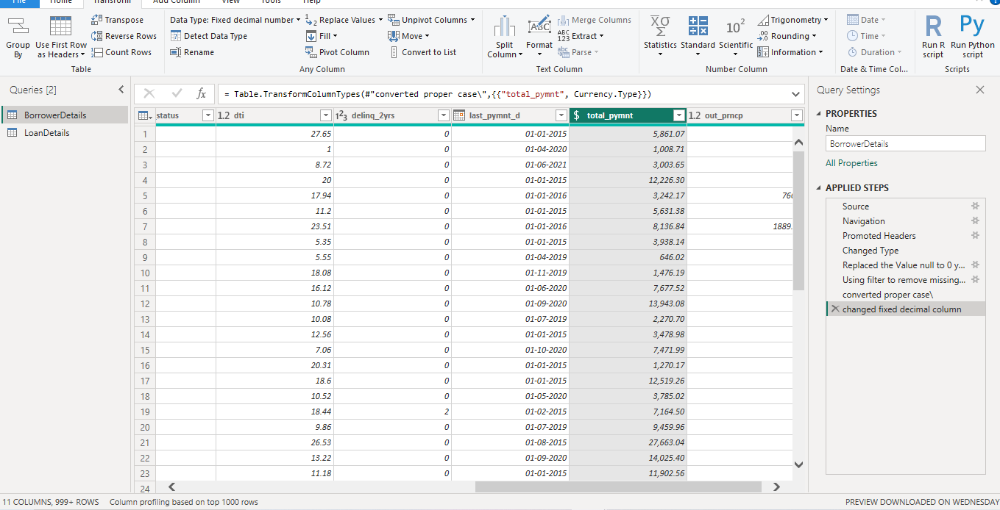 File Home Transform Add Column View Tools Help
Group By
Use First Row as Headers
Transpose
Reverse Rows
Count Rows
Table
Data Type: Fixed decimal number
Detect Data Type
Rename
Replace Values
Fill
Pivot Column
Unpivot Columns
Move
Convert to List
Any Column
Split Column
Format
Merge Columns
Extract
Parse
Text Column
Statistics
Standard
Scientific
Trigonometry
Rounding
Information
Number Column
Date
Time
Duration
Date & Time Col...
Run R script
Run Python script
Scripts
Queries [2]
BorrowerDetails
LoanDetails
= Table.TransformColumnTypes(#"converted proper case\",{{"total_pymnt", Currency.Type}})
status 1.2 dti 123 delinq_2yrs last_pymnt_d $ total_pymnt 1.2 out_prncp
1 27.65 0 01-01-2015 5,861.07
2 1 0 01-04-2020 1,008.71
3 8.72 0 01-06-2021 3,003.65
4 20 0 01-01-2015 12,226.30
5 17.94 0 01-01-2016 3,242.17
6 11.2 0 01-01-2015 5,631.38
7 23.51 0 01-01-2016 8,136.84 1889.
8 5.35 0 01-01-2015 3,938.14
9 5.55 0 01-04-2019 646.02
10 18.08 0 01-11-2019 1,476.19
11 16.12 0 01-06-2020 7,677.52
12 10.78 0 01-09-2020 13,943.08
13 10.08 0 01-07-2019 2,270.70
14 12.56 0 01-01-2015 3,478.98
15 7.06 0 01-10-2020 7,471.99
16 20.31 0 01-01-2015 1,270.17
17 18.6 0 01-01-2015 12,519.26
18 10.52 0 01-05-2020 3,785.02
19 18.44 2 01-02-2015 7,164.50
20 9.86 0 01-07-2019 9,459.96
21 26.53 0 01-08-2015 27,663.04
22 13.22 0 01-09-2020 14,025.40
23 11.18 0 01-01-2015 11,902.56
24
Query Settings
PROPERTIES
Name
BorrowerDetails
All Properties
APPLIED STEPS
Source
Navigation
Promoted Headers
Changed Type
Replaced the Value null to 0 y...
Using filter to remove missing...
converted proper case\
changed fixed decimal column
11 COLUMNS, 999+ ROWS Column profiling based on top 1000 rows
PREVIEW DOWNLOADED ON WEDNESDAY